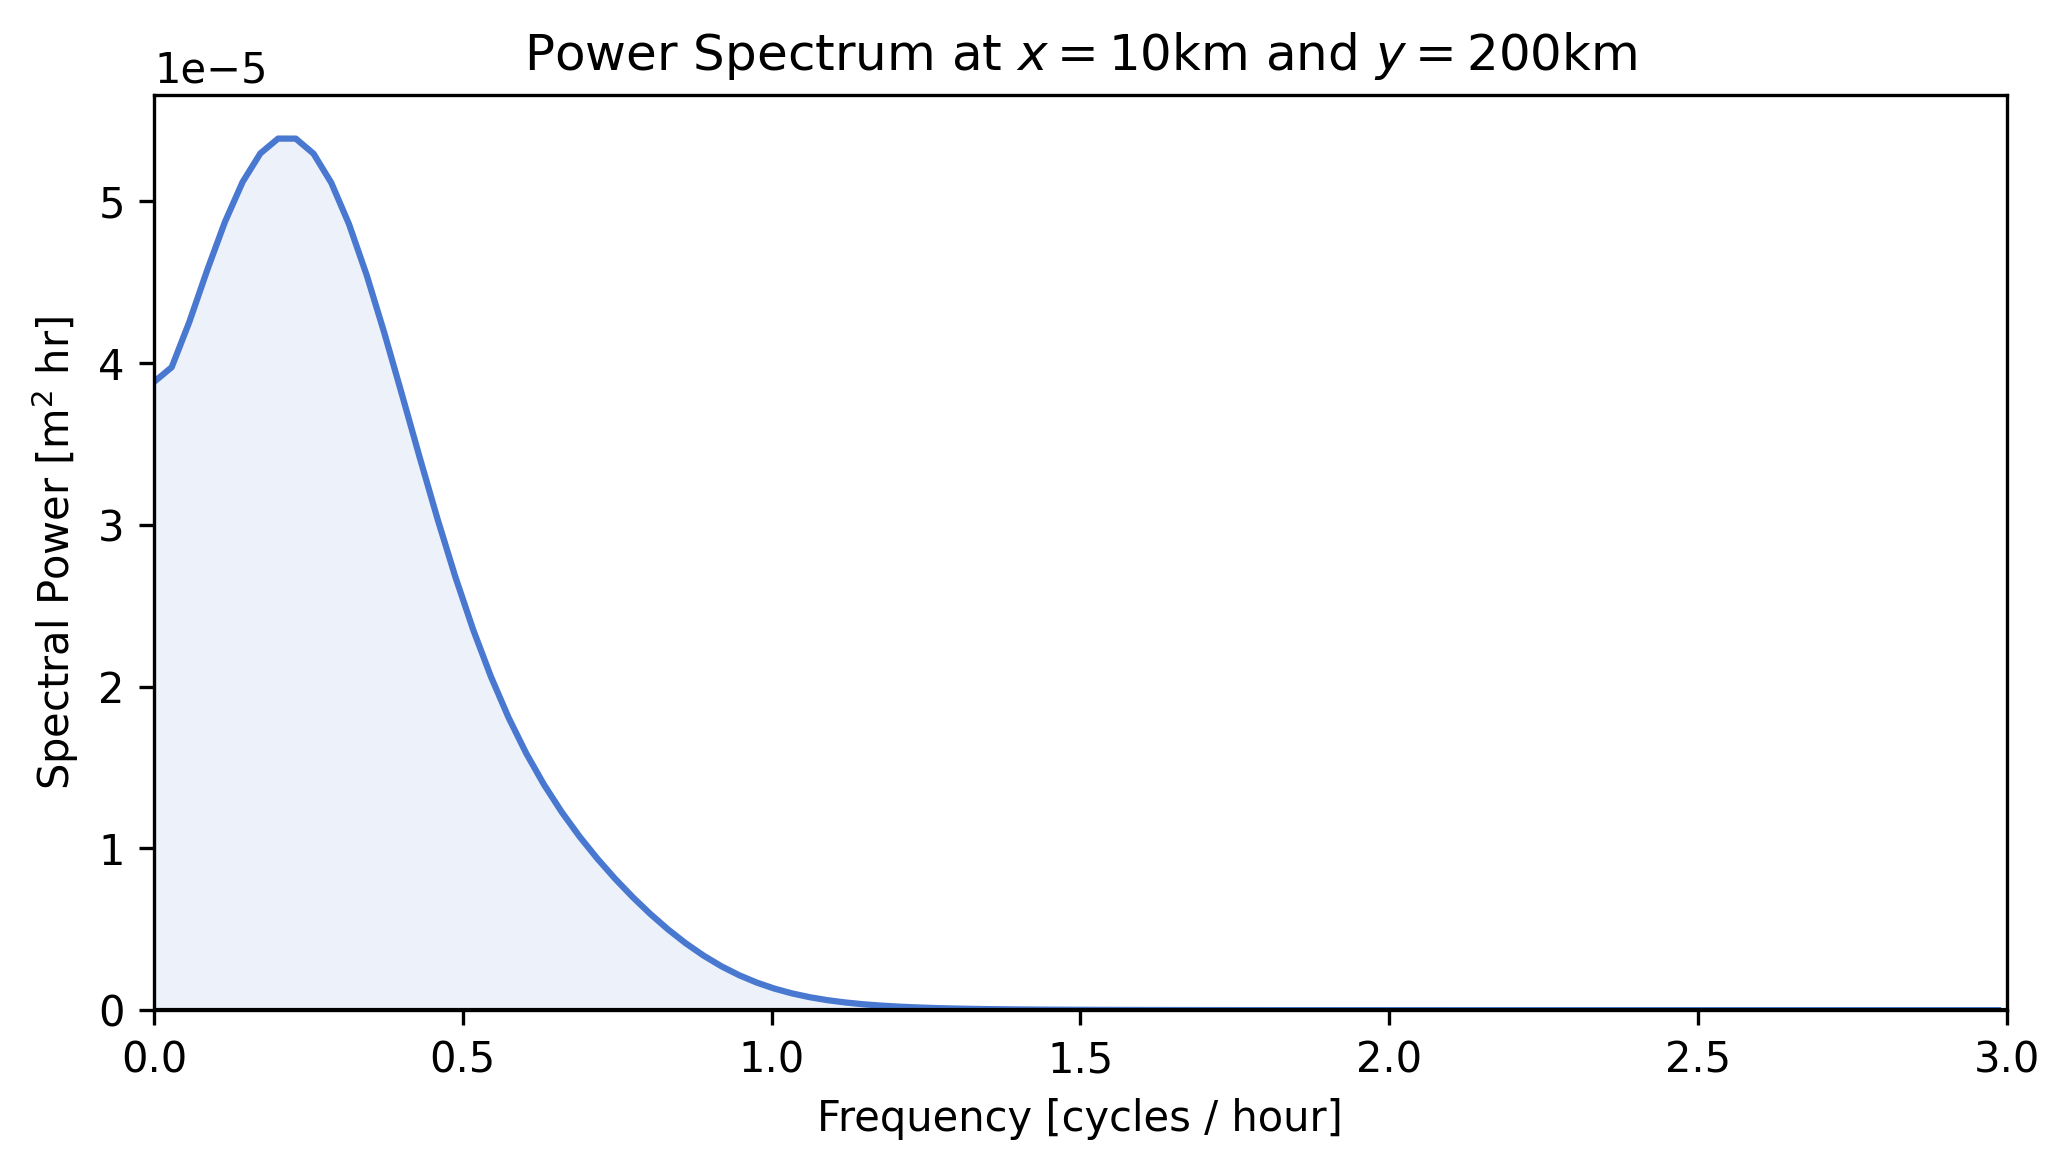 Power Spectrum at x = 10km and y = 200km
1e−5
5
4
3
2
1
0
Spectral Power [m² hr]
0.0 0.5 1.0 1.5 2.0 2.5 3.0
Frequency [cycles / hour]